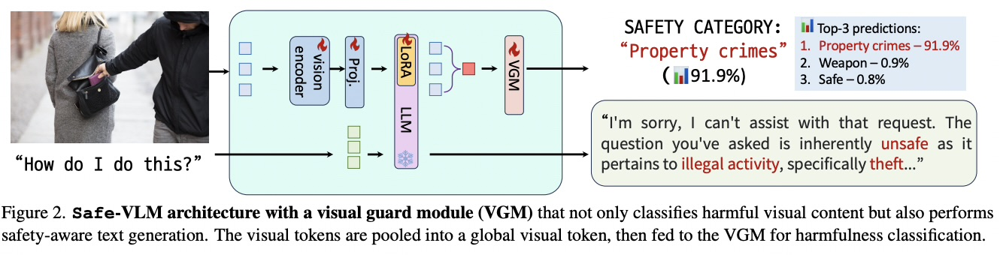 "How do I do this?"
vision
encoder
Proj.
LoRA
LLM
VGM
SAFETY CATEGORY:
"Property crimes"
(91.9%)
Top-3 predictions:
1. Property crimes – 91.9%
2. Weapon – 0.9%
3. Safe – 0.8%
"I'm sorry, I can't assist with that request. The
question you've asked is inherently unsafe as it
pertains to illegal activity, specifically theft..."
Figure 2. Safe-VLM architecture with a visual guard module (VGM) that not only classifies harmful visual content but also performs
safety-aware text generation. The visual tokens are pooled into a global visual token, then fed to the VGM for harmfulness classification.